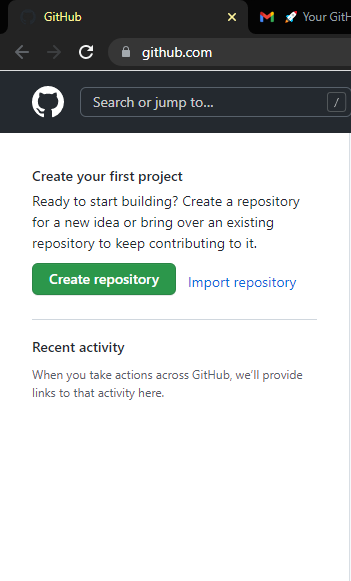 GitHub
Your GitH
github.com
Search or jump to...
/
Create your first project
Ready to start building? Create a repository
for a new idea or bring over an existing
repository to keep contributing to it.
Create repository
Import repository
Recent activity
When you take actions across GitHub, we’ll provide
links to that activity here.